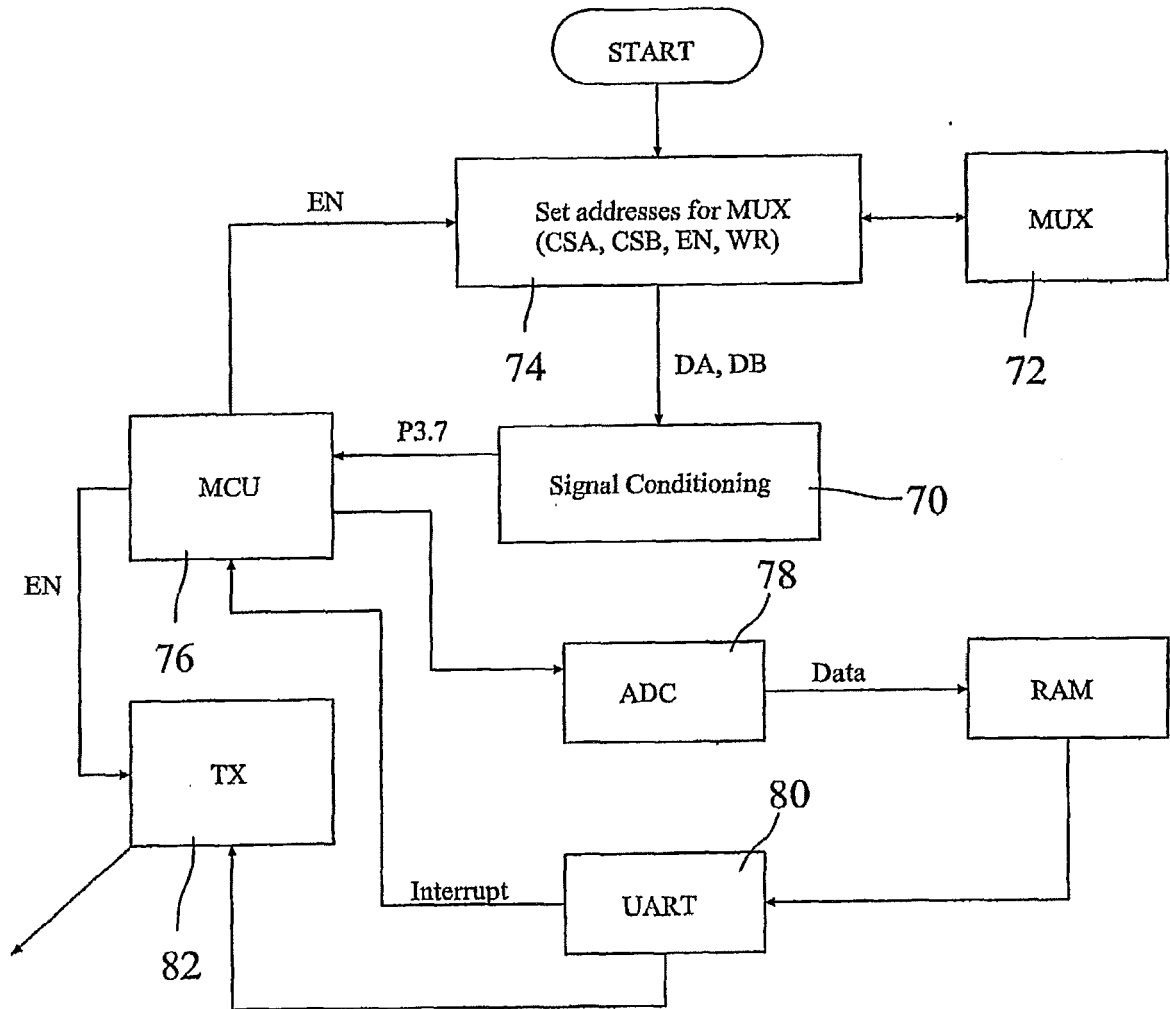 START
EN
Set addresses for MUX
(CSA, CSB, EN, WR)
MUX
74
72
DA, DB
P3.7
MCU
Signal Conditioning
70
EN
76
78
ADC
Data
RAM
TX
80
Interrupt
UART
82